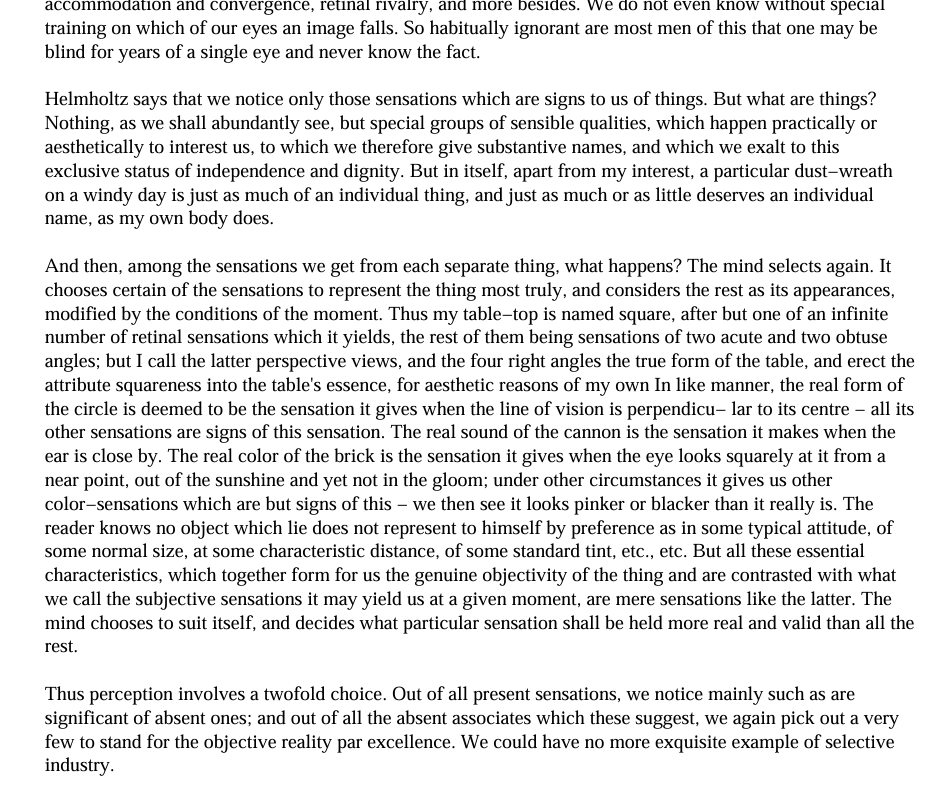 accommodation and convergence, retinal rivalry, and more besides. We do not even know without special
training on which of our eyes an image falls. So habitually ignorant are most men of this that one may be
blind for years of a single eye and never know the fact.
Helmholtz says that we notice only those sensations which are signs to us of things. But what are things?
Nothing, as we shall abundantly see, but special groups of sensible qualities, which happen practically or
aesthetically to interest us, to which we therefore give substantive names, and which we exalt to this
exclusive status of independence and dignity. But in itself, apart from my interest, a particular dust−wreath
on a windy day is just as much of an individual thing, and just as much or as little deserves an individual
name, as my own body does.
And then, among the sensations we get from each separate thing, what happens? The mind selects again. It
chooses certain of the sensations to represent the thing most truly, and considers the rest as its appearances,
modified by the conditions of the moment. Thus my table−top is named square, after but one of an infinite
number of retinal sensations which it yields, the rest of them being sensations of two acute and two obtuse
angles; but I call the latter perspective views, and the four right angles the true form of the table, and erect the
attribute squareness into the table's essence, for aesthetic reasons of my own In like manner, the real form of
the circle is deemed to be the sensation it gives when the line of vision is perpendicu− lar to its centre − all its
other sensations are signs of this sensation. The real sound of the cannon is the sensation it makes when the
ear is close by. The real color of the brick is the sensation it gives when the eye looks squarely at it from a
near point, out of the sunshine and yet not in the gloom; under other circumstances it gives us other
color−sensations which are but signs of this − we then see it looks pinker or blacker than it really is. The
reader knows no object which lie does not represent to himself by preference as in some typical attitude, of
some normal size, at some characteristic distance, of some standard tint, etc., etc. But all these essential
characteristics, which together form for us the genuine objectivity of the thing and are contrasted with what
we call the subjective sensations it may yield us at a given moment, are mere sensations like the latter. The
mind chooses to suit itself, and decides what particular sensation shall be held more real and valid than all the
rest.
Thus perception involves a twofold choice. Out of all present sensations, we notice mainly such as are
significant of absent ones; and out of all the absent associates which these suggest, we again pick out a very
few to stand for the objective reality par excellence. We could have no more exquisite example of selective
industry.